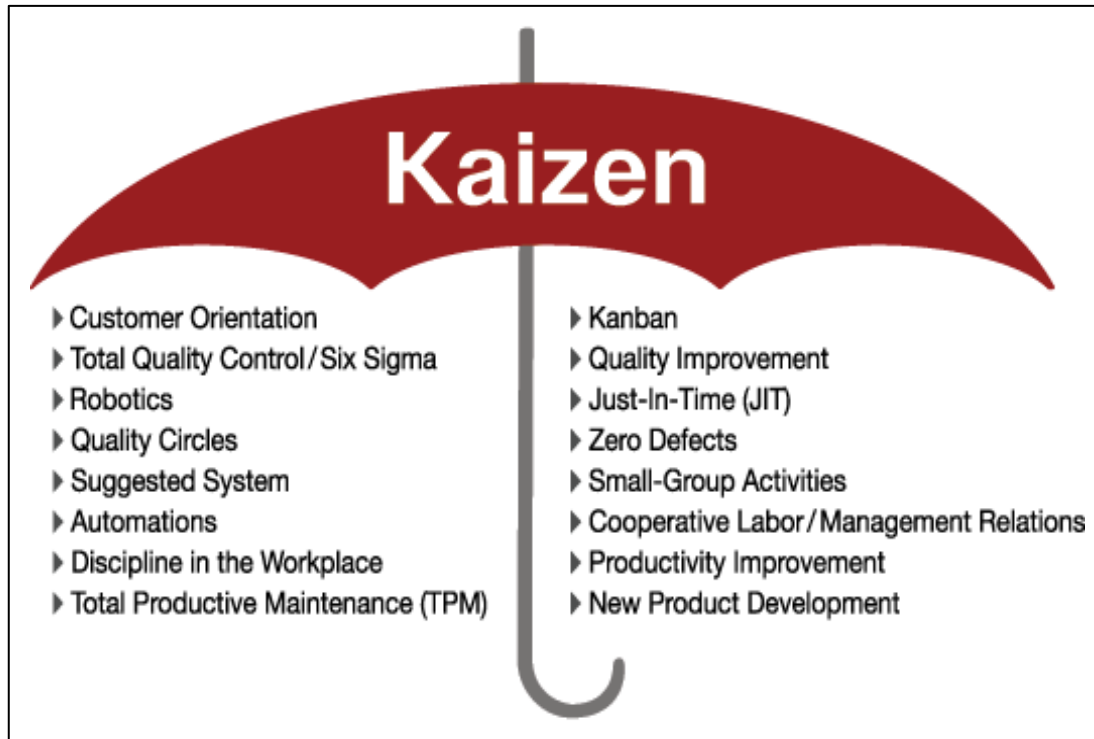 Kaizen
Customer Orientation
Total Quality Control/Six Sigma
Robotics
Quality Circles
Suggested System
Automations
Discipline in the Workplace
Total Productive Maintenance (TPM)
Kanban
Quality Improvement
Just-In-Time (JIT)
Zero Defects
Small-Group Activities
Cooperative Labor/Management Relations
Productivity Improvement
New Product Development